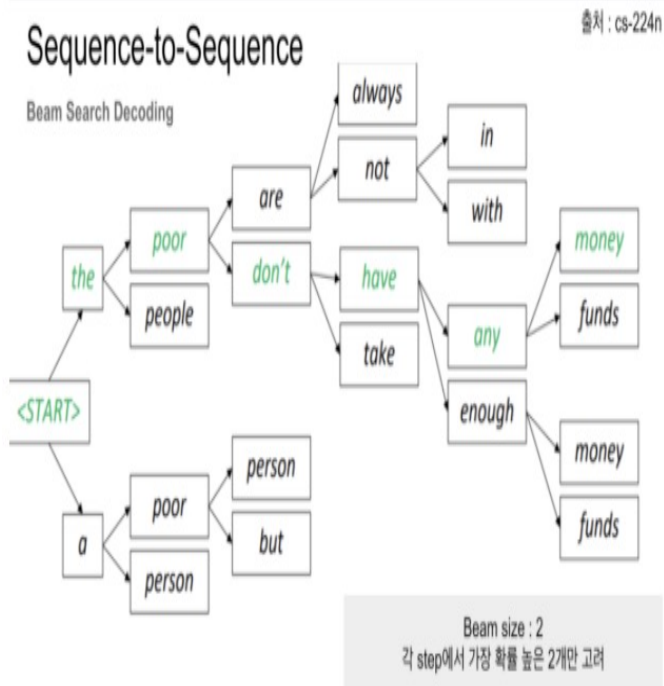 출처 : cs-224n
Sequence-to-Sequence
Beam Search Decoding
always
in
are
not
with
poor
money
the
don't
have
people
funds
any
take
<START>
enough
person
money
poor
but
funds
a
person
Beam size : 2
각 step에서 가장 확률 높은 2개만 고려